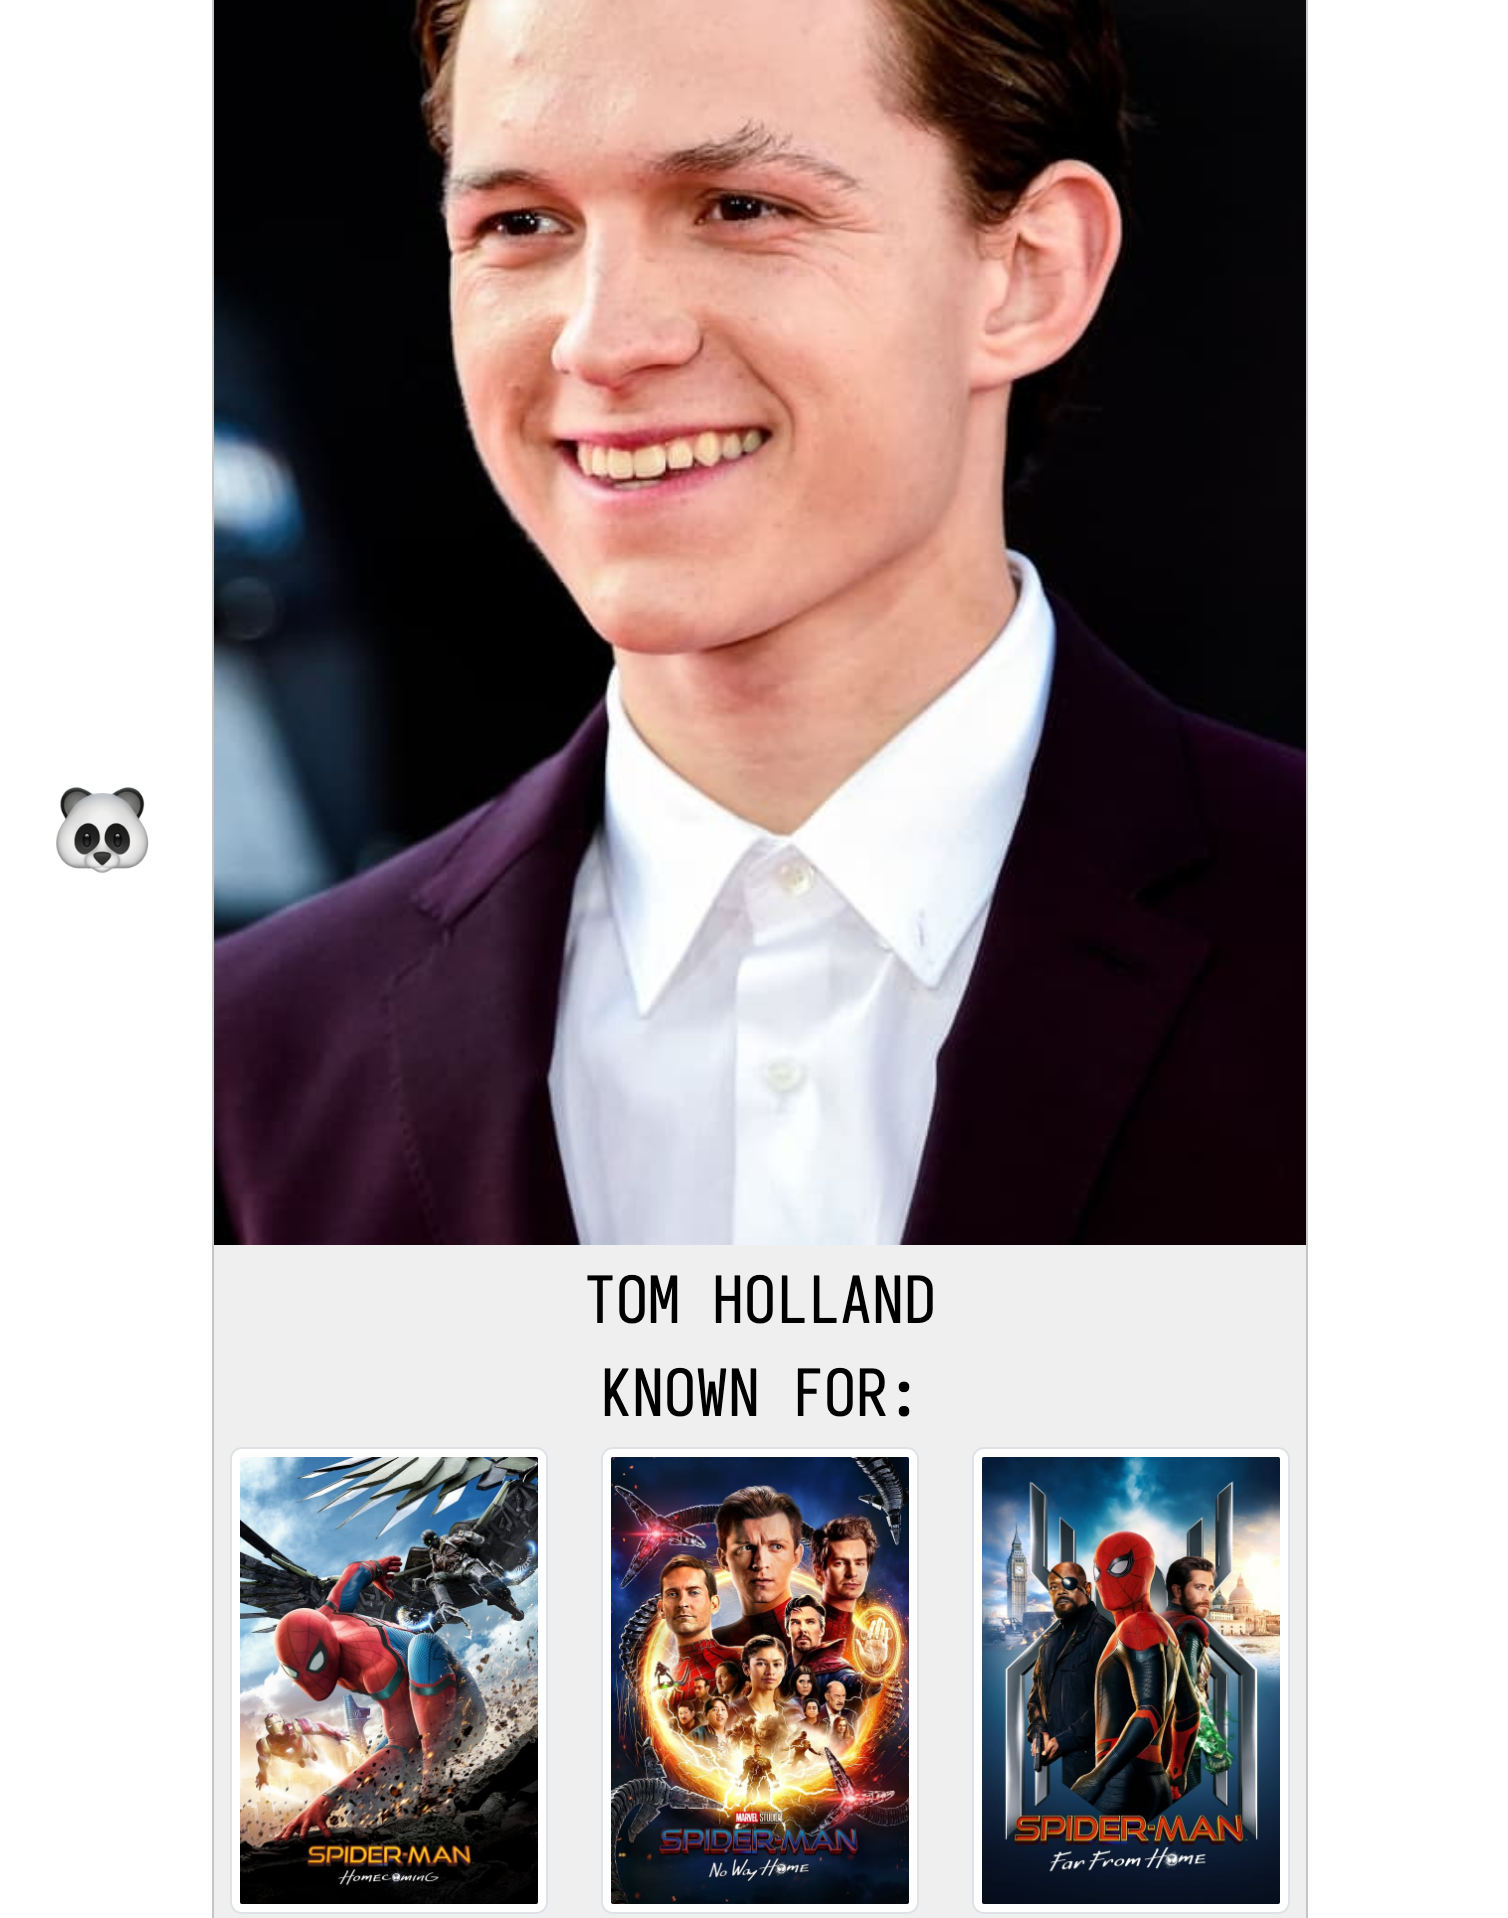 TOM HOLLAND
KNOWN FOR:
SPIDER-MAN
HOMECOMING
MARVEL STUDIOS
SPIDER-MAN
No Way Home
SPIDER-MAN
Far From Home